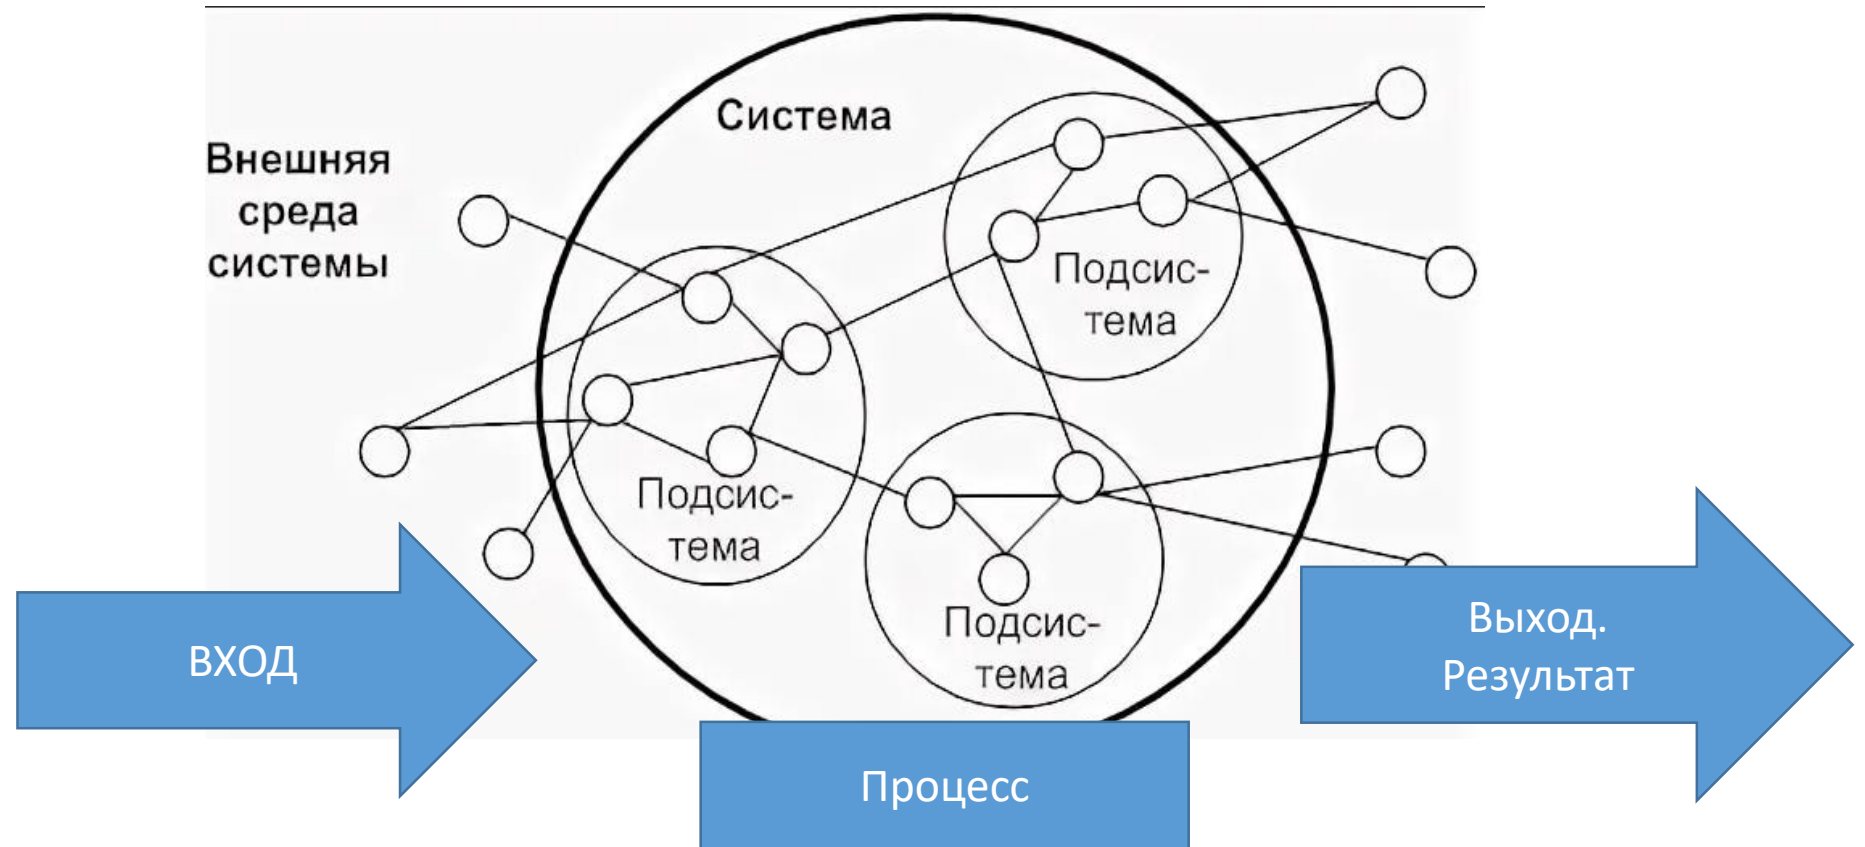 Система
Внешняя
среда
системы
Подсис-
тема
Подсис-
тема
Подсис-
тема
ВХОД
Процесс
Выход.
Результат